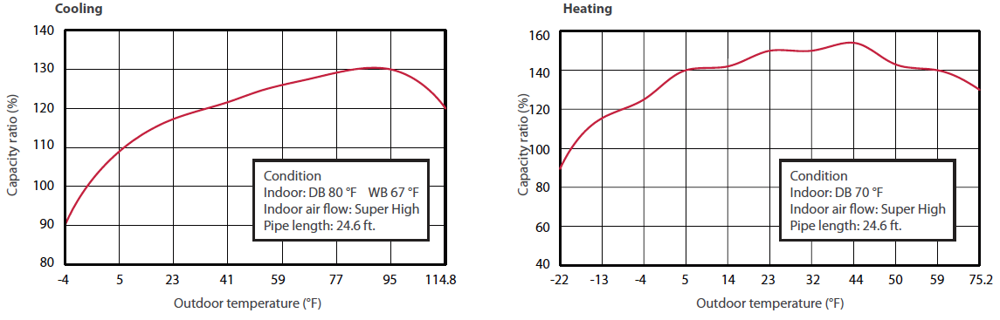 Cooling
140
130
120
110
100
90
80
Capacity ratio (%)
Condition
Indoor: DB 80 °F WB 67 °F
Indoor air flow: Super High
Pipe length: 24.6 ft.
-4 5 23 41 59 77 95 114.8
Outdoor temperature (°F)
Heating
160
140
120
100
80
60
40
Capacity ratio (%)
Condition
Indoor: DB 70 °F
Indoor air flow: Super High
Pipe length: 24.6 ft.
-22 -13 -4 5 14 23 32 44 50 59 75.2
Outdoor temperature (°F)